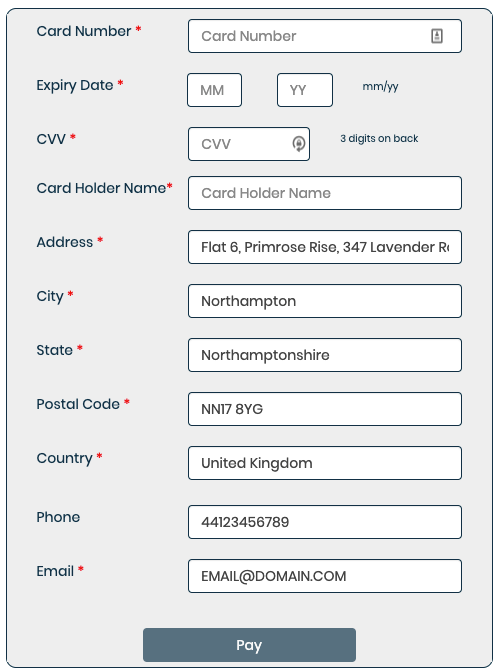 Card Number * Card Number
Expiry Date * MM YY mm/yy
CVV * CVV 3 digits on back
Card Holder Name* Card Holder Name
Address * Flat 6, Primrose Rise, 347 Lavender
City * Northampton
State * Northamptonshire
Postal Code * NN17 8YG
Country * United Kingdom
Phone 44123456789
Email * EMAIL@DOMAIN.COM
Pay